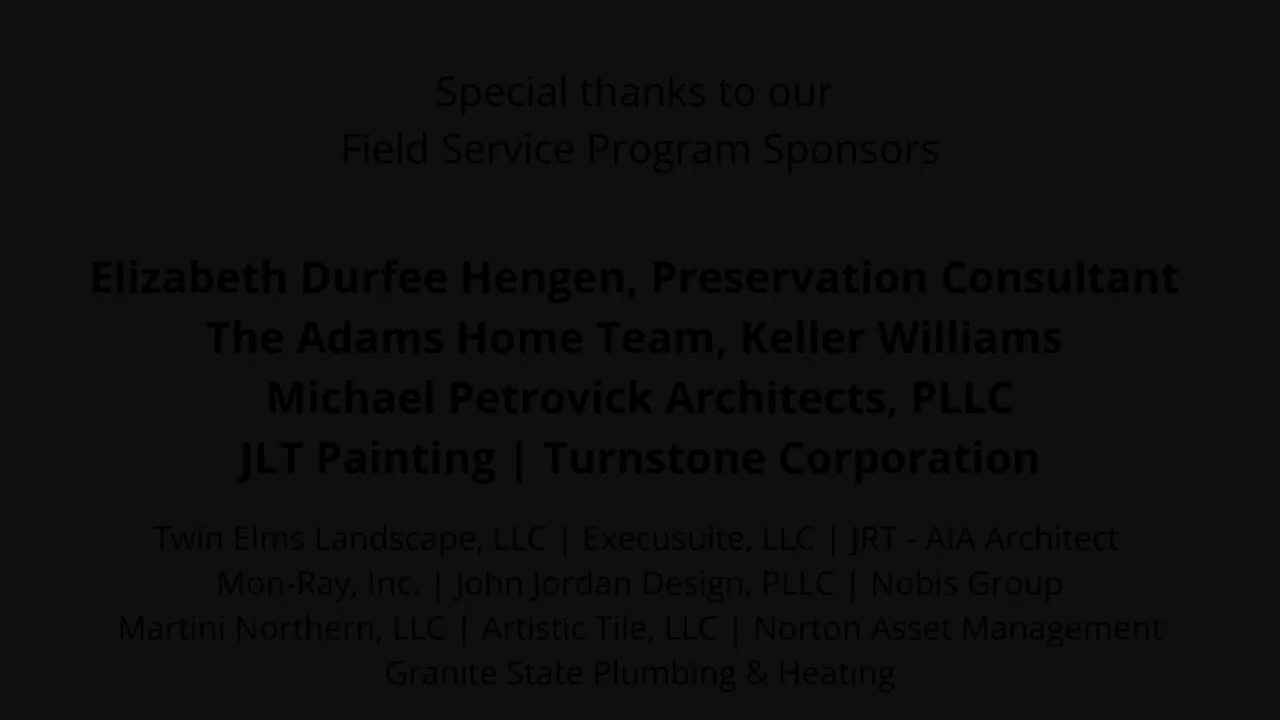 Special thanks to our
Field Service Program Sponsors
Elizabeth Durfee Hengen, Preservation Consultant
The Adams Home Team, Keller Williams
Michael Petrovick Architects, PLLC
JLT Painting | Turnstone Corporation
Twin Elms Landscape, LLC | Execusuite, LLC | JRT - AIA Architect
Mon-Ray, Inc. | John Jordan Design, PLLC | Nobis Group
Martini Northern, LLC | Artistic Tile, LLC | Norton Asset Management
Granite State Plumbing & Heating